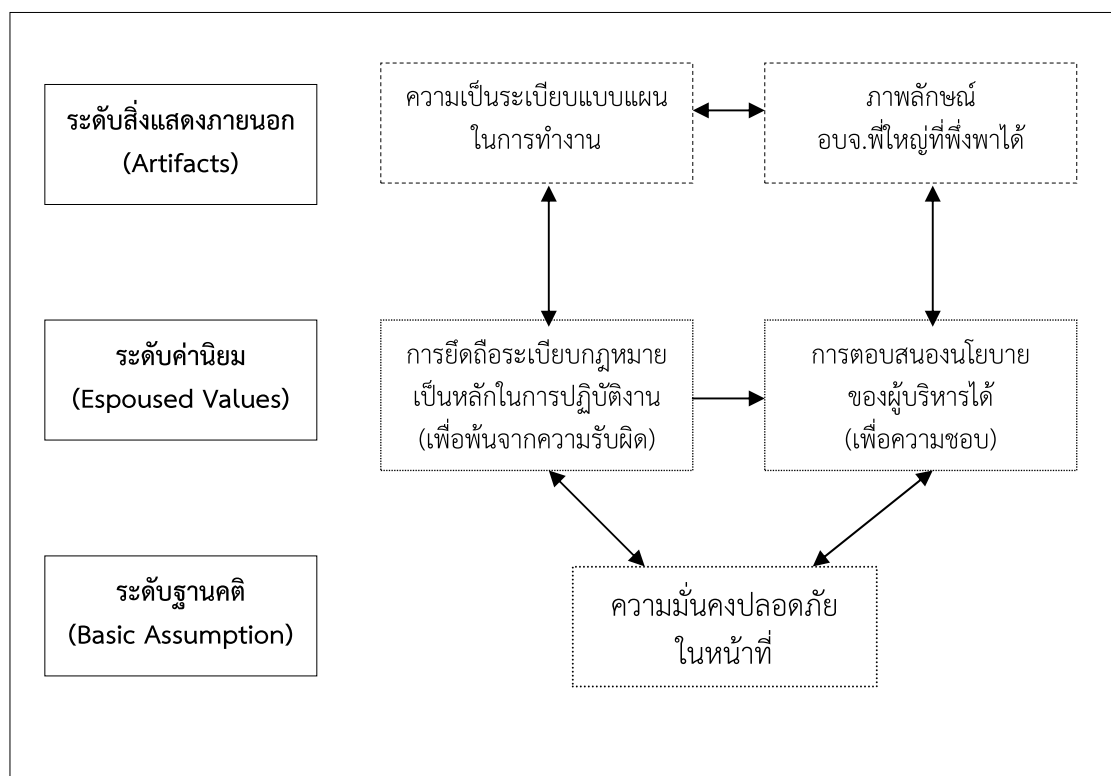 ระดับสิ่งแสดงภายนอก
(Artifacts)
ความเป็นระเบียบแบบแผน
ในการทำงาน
ภาพลักษณ์
อบจ.พี่ใหญ่ที่พึ่งพาได้
ระดับค่านิยม
(Espoused Values)
การยึดถือระเบียบกฎหมาย
เป็นหลักในการปฏิบัติงาน
(เพื่อพ้นจากความรับผิด)
การตอบสนองนโยบาย
ของผู้บริหารได้
(เพื่อความชอบ)
ระดับฐานคติ
(Basic Assumption)
ความมั่นคงปลอดภัย
ในหน้าที่